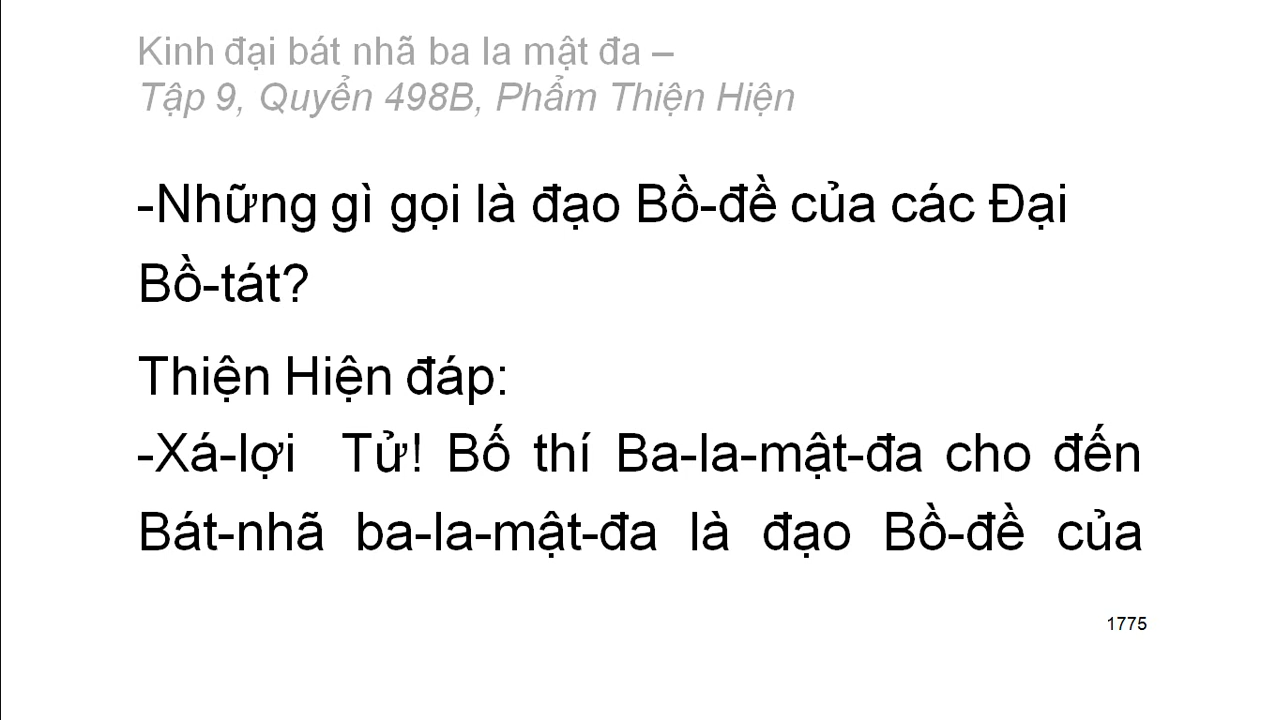 Kinh đại bát nhã ba la mật đa –
Tập 9, Quyển 498B, Phẩm Thiện Hiện
-Những gì gọi là đạo Bồ-đề của các Đại
Bồ-tát?
Thiện Hiện đáp:
-Xá-lợi Tử! Bố thí Ba-la-mật-đa cho đến
Bát-nhã ba-la-mật-đa là đạo Bồ-đề của
1775